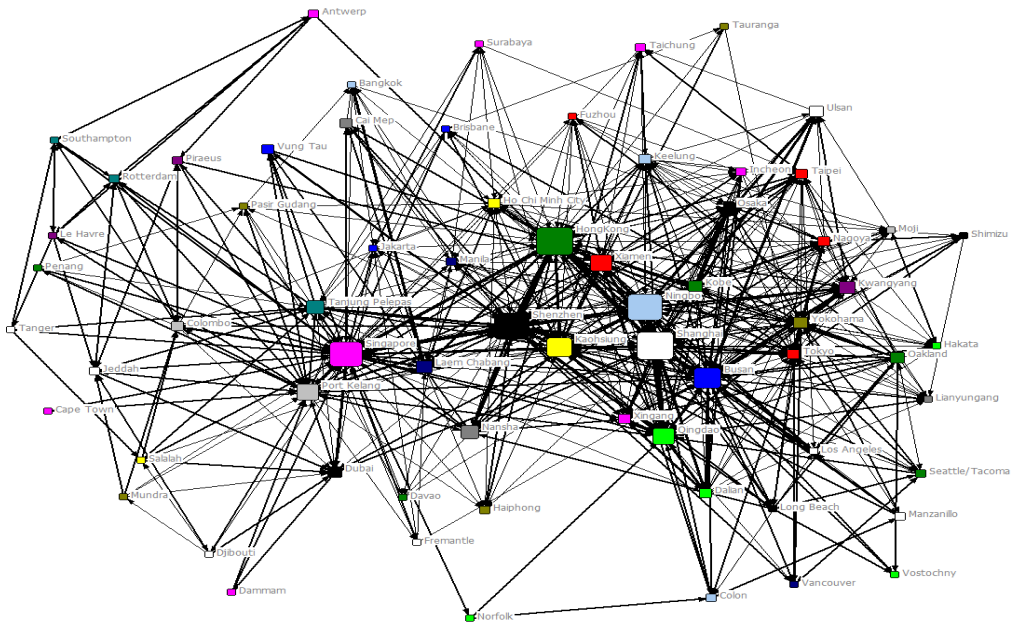 Antwerp
Tauranga
Surabaya
Taichung
Bangkok
Ulsan
Cai Mep
Brisbane
Fuzhou
Southampton
Vung Tau
Piraeus
Keelung
Incheon
Taipei
Rotterdam
Ho Chi Minh City
Osaka
Pasir Gudang
HongKong
Moji
Le Havre
Shimizu
Nagoya
Jakarta
Manila
Xiamen
Penang
Kobe
Kwangyang
Tanjung Pelepas
Ningbo
Shenzhen
Tanger
Colombo
Yokohama
Shanghai
Kaohsiung
Hakata
Singapore
Tokyo
Oakland
Laem Chabang
Busan
Jeddah
Port Kelang
Lianyungang
Cape Town
Xingang
Nansha
Qingdao
Los Angeles
Salalah
Dubai
Seattle/Tacoma
Dalian
Mundra
Davao
Haiphong
Long Beach
Manzanillo
Fremantle
Djibouti
Vostochny
Vancouver
Dammam
Colon
Norfolk